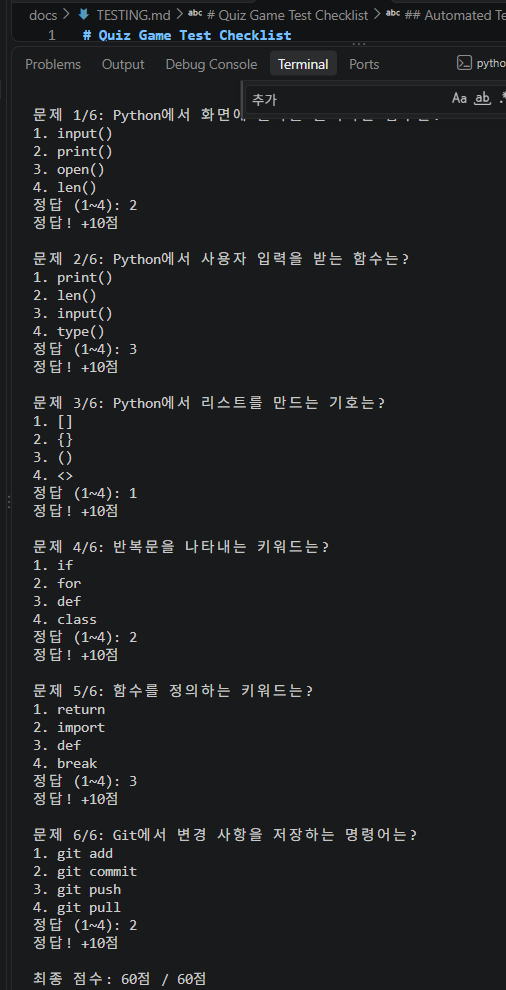 docs > TESTING.md > # Quiz Game Test Checklist > ## Automated Te
1 # Quiz Game Test Checklist
Problems Output Debug Console Terminal Ports pytho
추가 Aa ab .*
문제 1/6: Python에서 화면에
1. input()
2. print()
3. open()
4. len()
정답 (1~4): 2
정답! +10점
문제 2/6: Python에서 사용자 입력을 받는 함수는?
1. print()
2. len()
3. input()
4. type()
정답 (1~4): 3
정답! +10점
문제 3/6: Python에서 리스트를 만드는 기호는?
1. []
2. {}
3. ()
4. <>
정답 (1~4): 1
정답! +10점
문제 4/6: 반복문을 나타내는 키워드는?
1. if
2. for
3. def
4. class
정답 (1~4): 2
정답! +10점
문제 5/6: 함수를 정의하는 키워드는?
1. return
2. import
3. def
4. break
정답 (1~4): 3
정답! +10점
문제 6/6: Git에서 변경 사항을 저장하는 명령어는?
1. git add
2. git commit
3. git push
4. git pull
정답 (1~4): 2
정답! +10점
최종 점수: 60점 / 60점